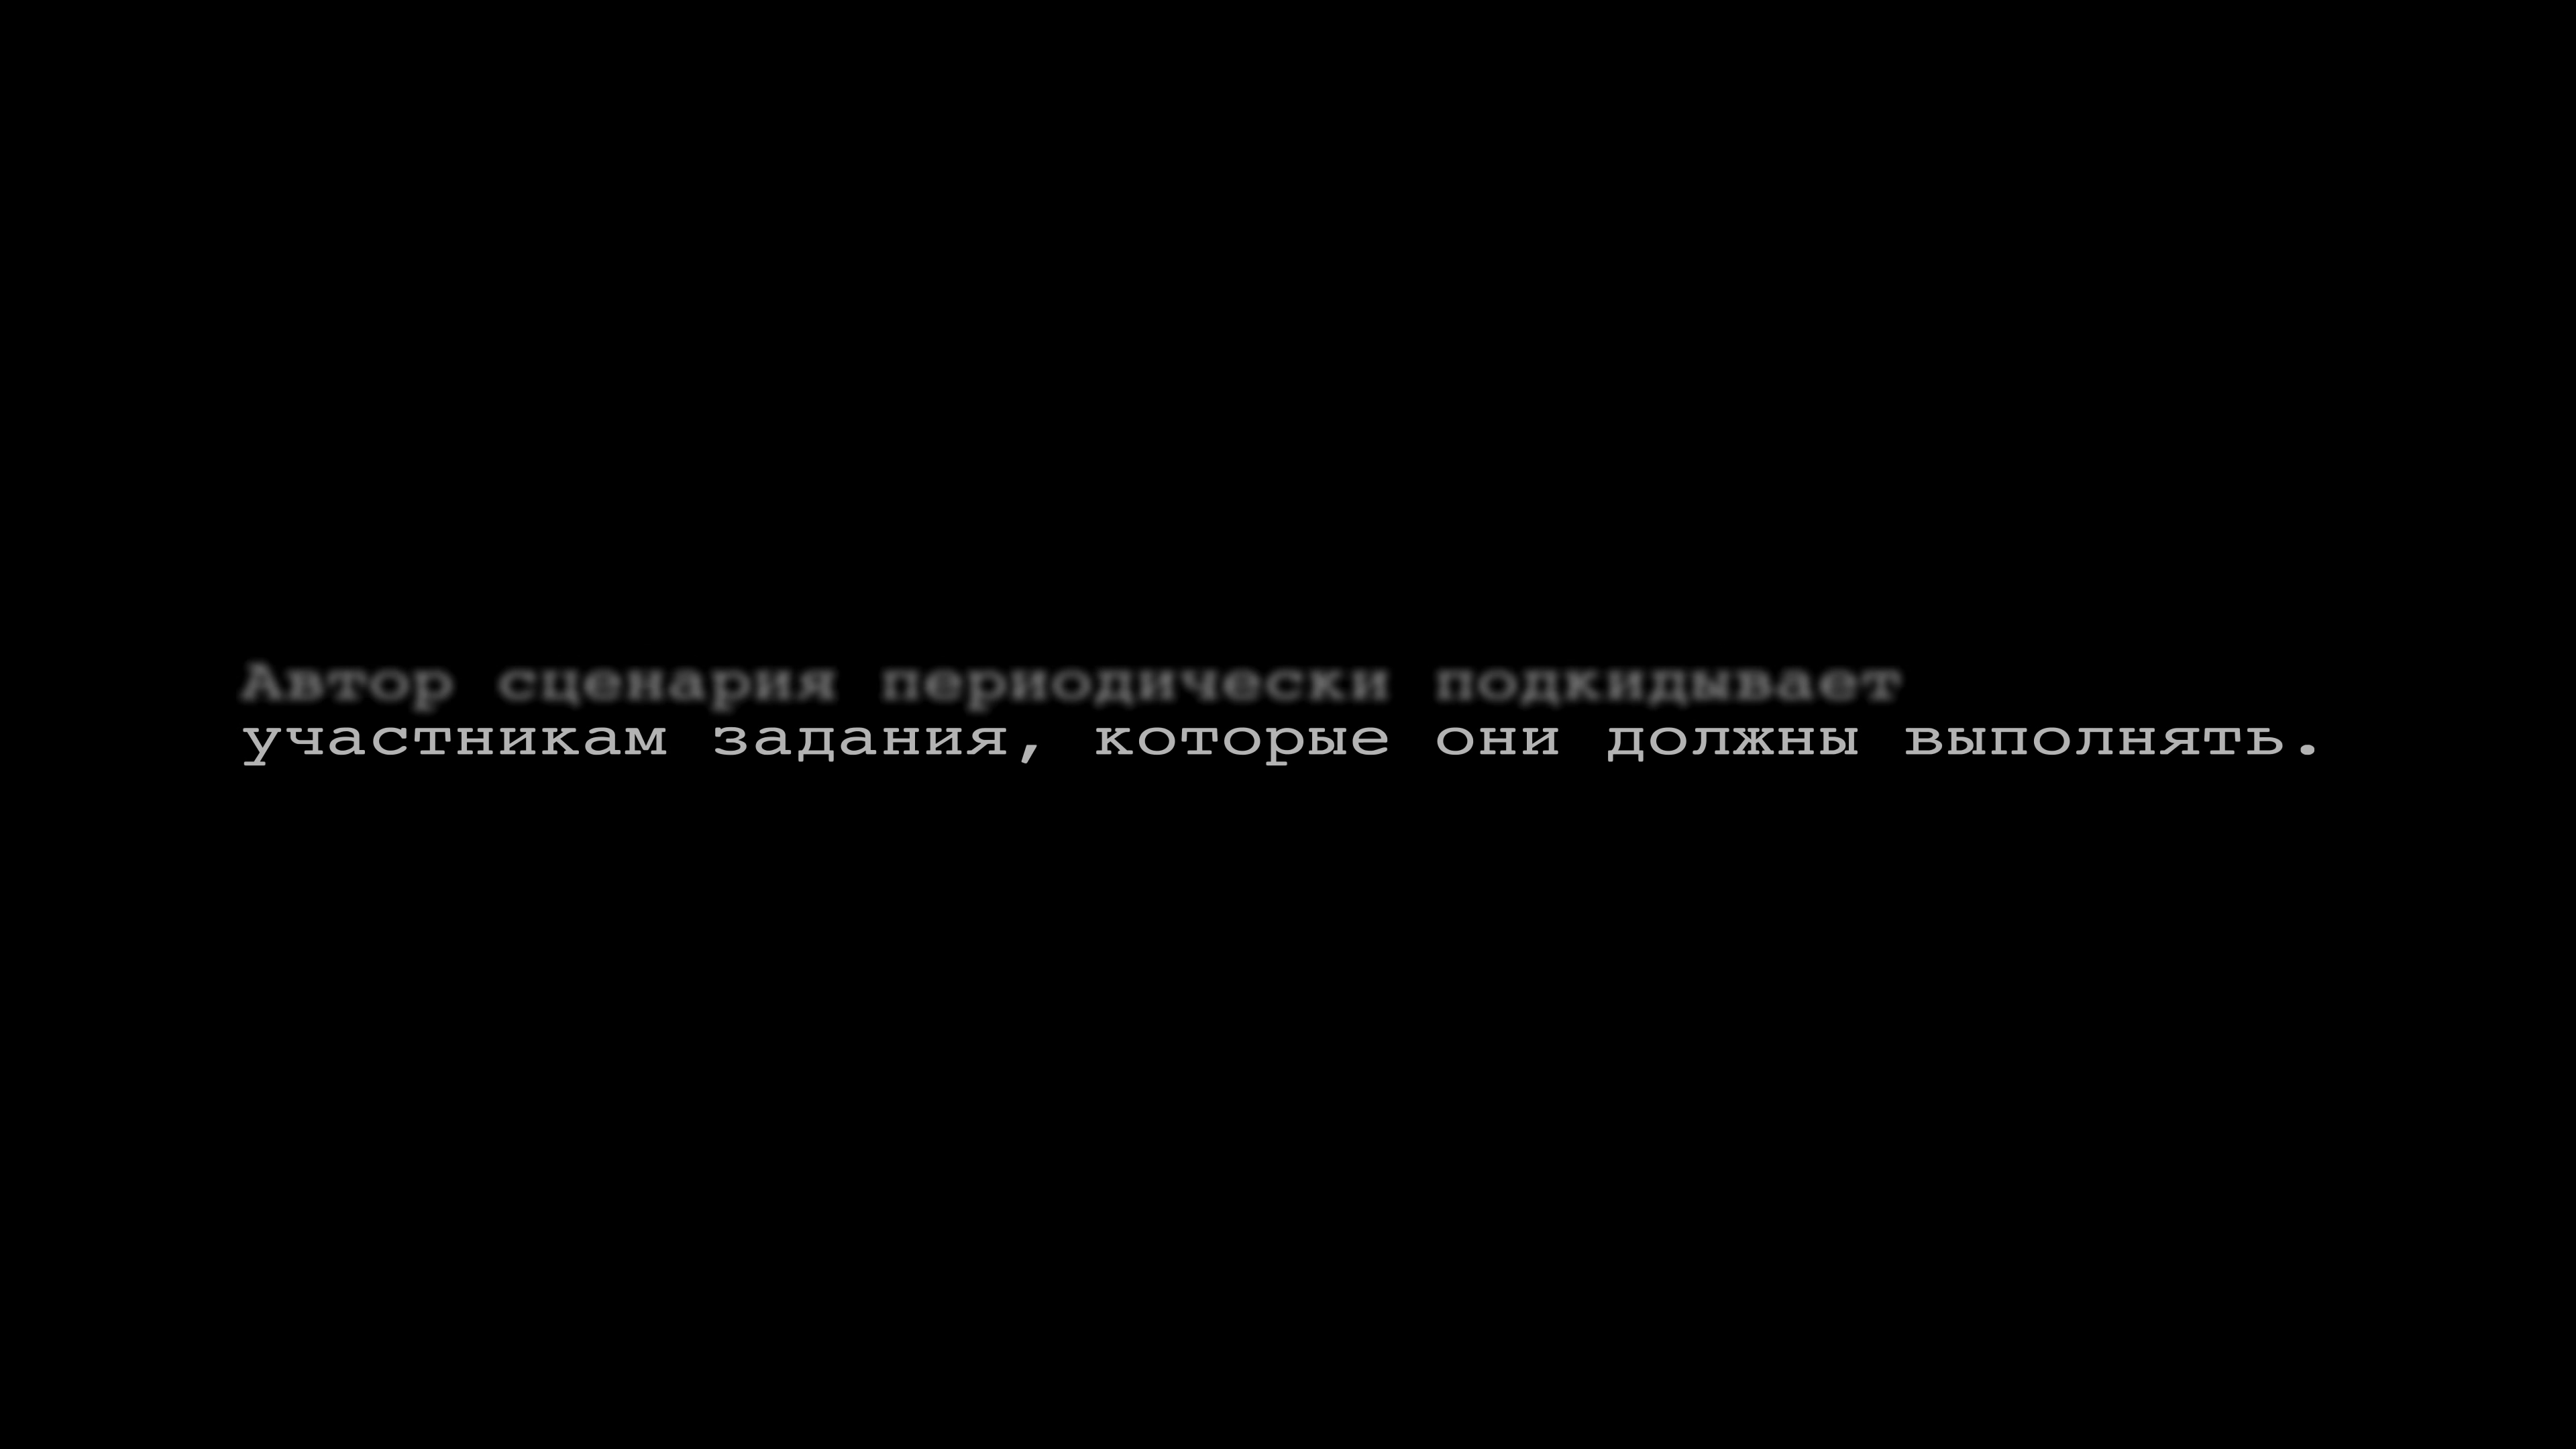 Автор сценария периодически подкидывает
участникам задания, которые они должны выполнять.